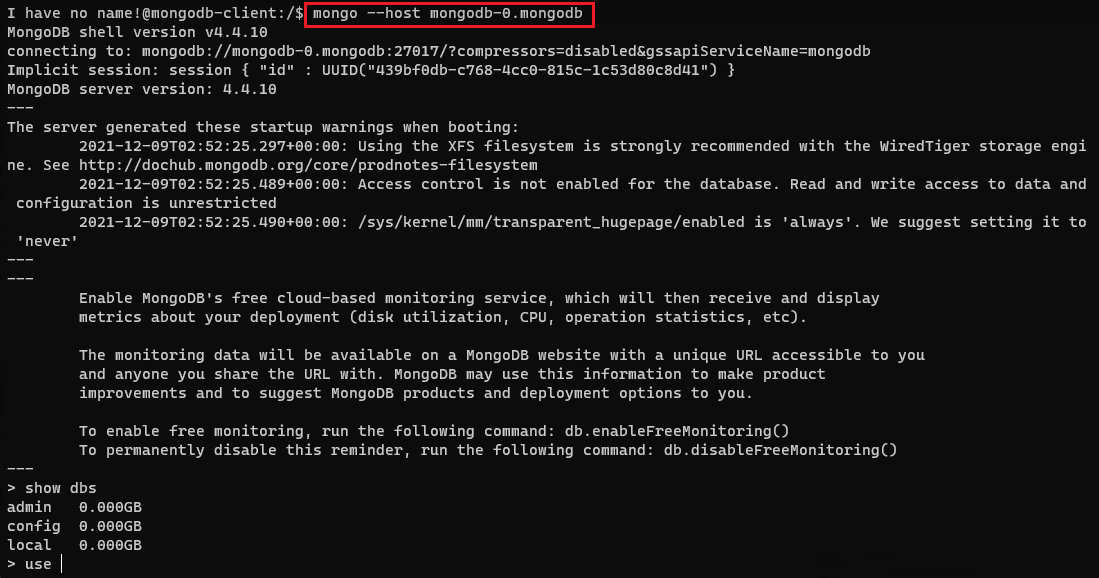 I have no name!@mongodb-client:/$ mongo --host mongodb-0.mongodb
MongoDB shell version v4.4.10
connecting to: mongodb://mongodb-0.mongodb:27017/?compressors=disabled&gssapiServiceName=mongodb
Implicit session: session { "id" : UUID("439bf0db-c768-4cc0-815c-1c53d80c8d41") }
MongoDB server version: 4.4.10
---
The server generated these startup warnings when booting:
        2021-12-09T02:52:25.297+00:00: Using the XFS filesystem is strongly recommended with the WiredTiger storage engi
ne. See http://dochub.mongodb.org/core/prodnotes-filesystem
        2021-12-09T02:52:25.489+00:00: Access control is not enabled for the database. Read and write access to data and
 configuration is unrestricted
        2021-12-09T02:52:25.490+00:00: /sys/kernel/mm/transparent_hugepage/enabled is 'always'. We suggest setting it to
 'never'
---
---
        Enable MongoDB's free cloud-based monitoring service, which will then receive and display
        metrics about your deployment (disk utilization, CPU, operation statistics, etc).

        The monitoring data will be available on a MongoDB website with a unique URL accessible to you
        and anyone you share the URL with. MongoDB may use this information to make product
        improvements and to suggest MongoDB products and deployment options to you.

        To enable free monitoring, run the following command: db.enableFreeMonitoring()
        To permanently disable this reminder, run the following command: db.disableFreeMonitoring()
---
> show dbs
admin   0.000GB
config  0.000GB
local   0.000GB
> use